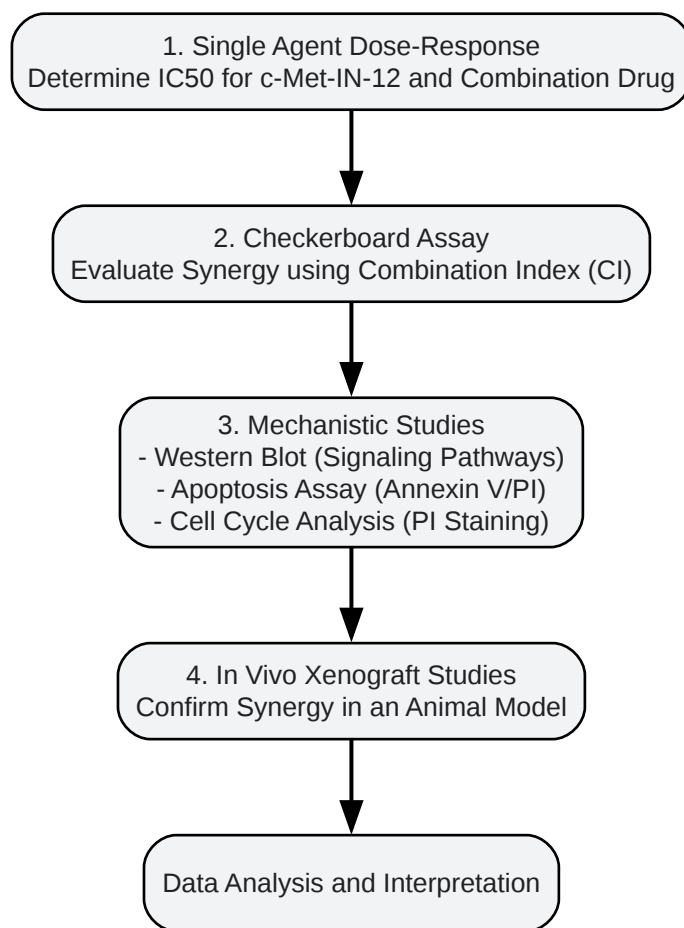 1. Single Agent Dose-Response
Determine IC50 for c-Met-IN-12 and Combination Drug
2. Checkerboard Assay
Evaluate Synergy using Combination Index (CI)
3. Mechanistic Studies
- Western Blot (Signaling Pathways)
- Apoptosis Assay (Annexin V/PI)
- Cell Cycle Analysis (PI Staining)
4. In Vivo Xenograft Studies
Confirm Synergy in an Animal Model
Data Analysis and Interpretation